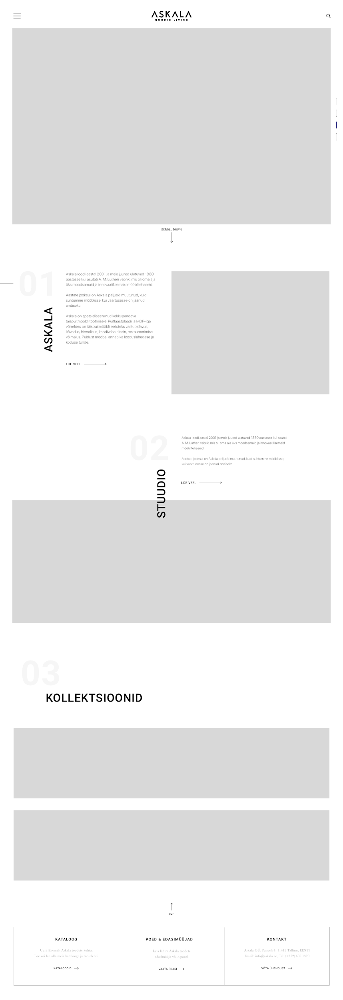 ASKALA
NORDIC LIVING
SCROLL DOWN
01
ASKALA
Askala loodi aastal 2001 ja meie juured ulatuvad 1880
aastasse kui asutati A. M. Lutheri vabrik, mis oli oma aja
üks moodsamaid ja innovaatilisemaid mööblitehaseid.
Aastate jooksul on Askala paljuski muutunud, kuid
suhtumine mööblisse, kui väärtusesse on jäänud
endiseks.
Askala on spetsialiseerunud kokkupandava
täispuitmööbli tootmisele. Puitlaastplaadi ja MDF-iga
võrreldes on täispuitmööbli eelisteks vastupidavus,
kõvadus, hinnalisus, kandivaba disain, restaureerimise
võimalus. Puidust mööbel annab ka looduslähedase ja
koduse tunde.
LOE VEEL
02
STUUDIO
Askala loodi aastal 2001 ja meie juured ulatuvad 1880 aastasse kui asutati
A. M. Lutheri vabrik, mis oli oma aja üks moodsamaid ja innovaatilisemaid
mööblitehaseid.
Aastate jooksul on Askala paljuski muutunud, kuid suhtumine mööblisse,
kui väärtusesse on jäänud endiseks.
LOE VEEL
03
KOLLEKTSIOONID
TOP
KATALOOG
Uuri lähemalt Askala toodete kohta.
Loe või lae alla meie katalooge ja tootelehti.
KATALOOGID
POED & EDASIMÜÜJAD
Leia lähim Askala toodete
edasimüüja või e-pood.
VAATA EDASI
KONTAKT
Askala OÜ, Paneeli 4, 11415 Tallinn, EESTI
Email: info@askala.ee, Tel: (+372) 605 1320
VÕTA ÜHENDUST